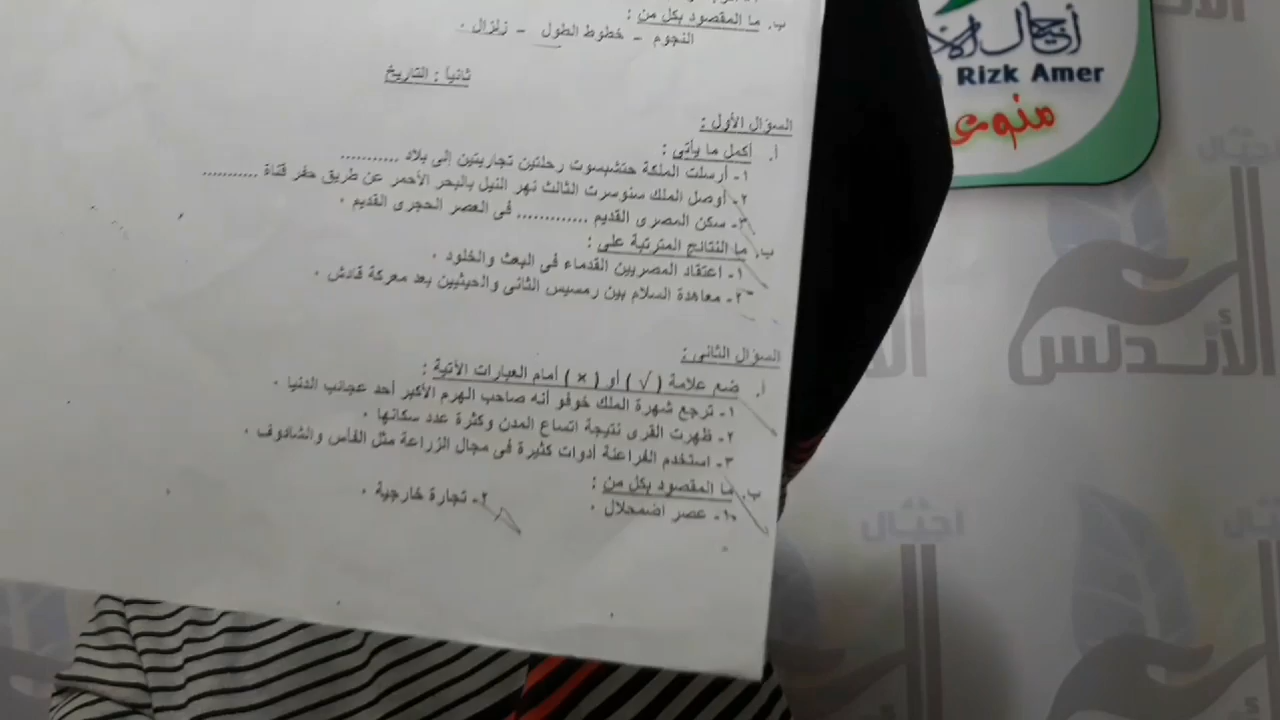 ب. ما المقصود بكل من :
النجوم - خطوط الطول - زلزال .
ثانيا : التاريخ
السؤال الأول :
أ. أكمل ما يأتى :
١- أرسلت الملكة حتشبسوت رحلتين تجاريتين إلى بلاد ...........
٢- أوصل الملك سنوسرت الثالث نهر النيل بالبحر الأحمر عن طريق حفر قناة ...........
٣- سكن المصرى القديم ............. فى العصر الحجرى القديم .
ب. ما النتائج المترتبة على :
١- اعتقاد المصريين القدماء فى البعث والخلود .
٢- معاهدة السلام بين رمسيس الثانى والحيثيين بعد معركة قادش .
السؤال الثانى :
أ. ضع علامة ( √ ) أو ( × ) أمام العبارات الآتية :
١- ترجع شهرة الملك خوفو أنه صاحب الهرم الأكبر أحد عجائب الدنيا .
٢- ظهرت القرى نتيجة اتساع المدن وكثرة عدد سكانها .
٣- استخدم الفراعنة أدوات كثيرة فى مجال الزراعة مثل الفأس والشادوف .
ب. ما المقصود بكل من :
١- عصر اضمحلال . ٢- تجارة خارجية .
أجيال
Rizk Amer
منوعى
أجيال
الأندلس
أجيال